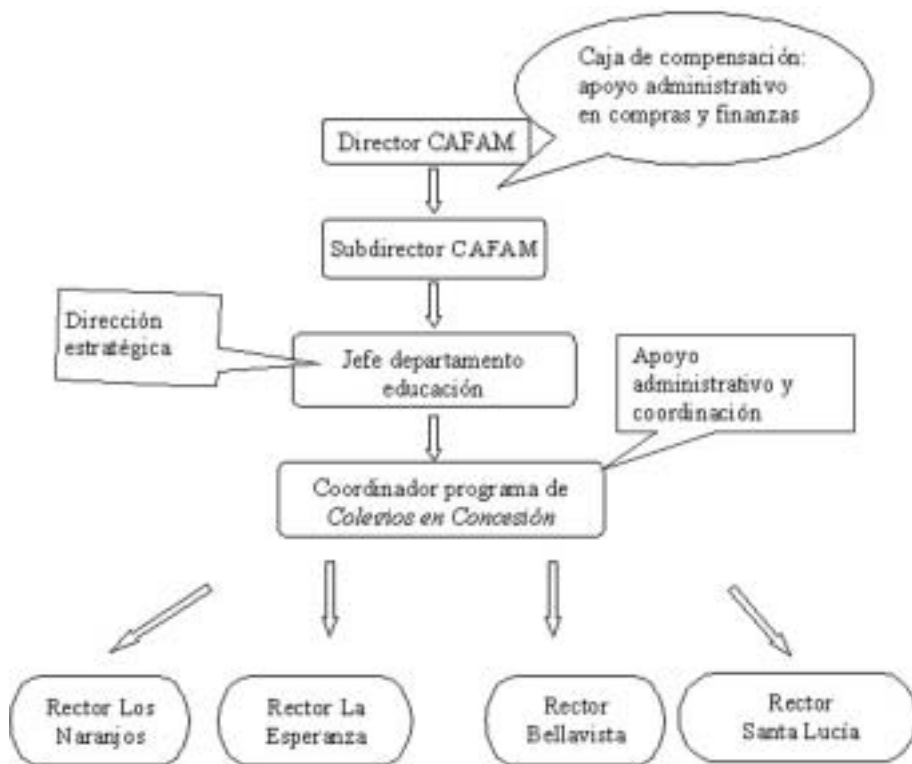 Caja de compensación:
apoyo administrativo
en compras y finanzas
Director CAFAM
Subdirector CAFAM
Dirección
estratégica
Jefe departamento
educación
Apoyo
administrativo y
coordinación
Coordinador programa de
Colegios en Concesión
Rector Los
Naranjos
Rector La
Esperanza
Rector
Bellavista
Rector
Santa Lucía